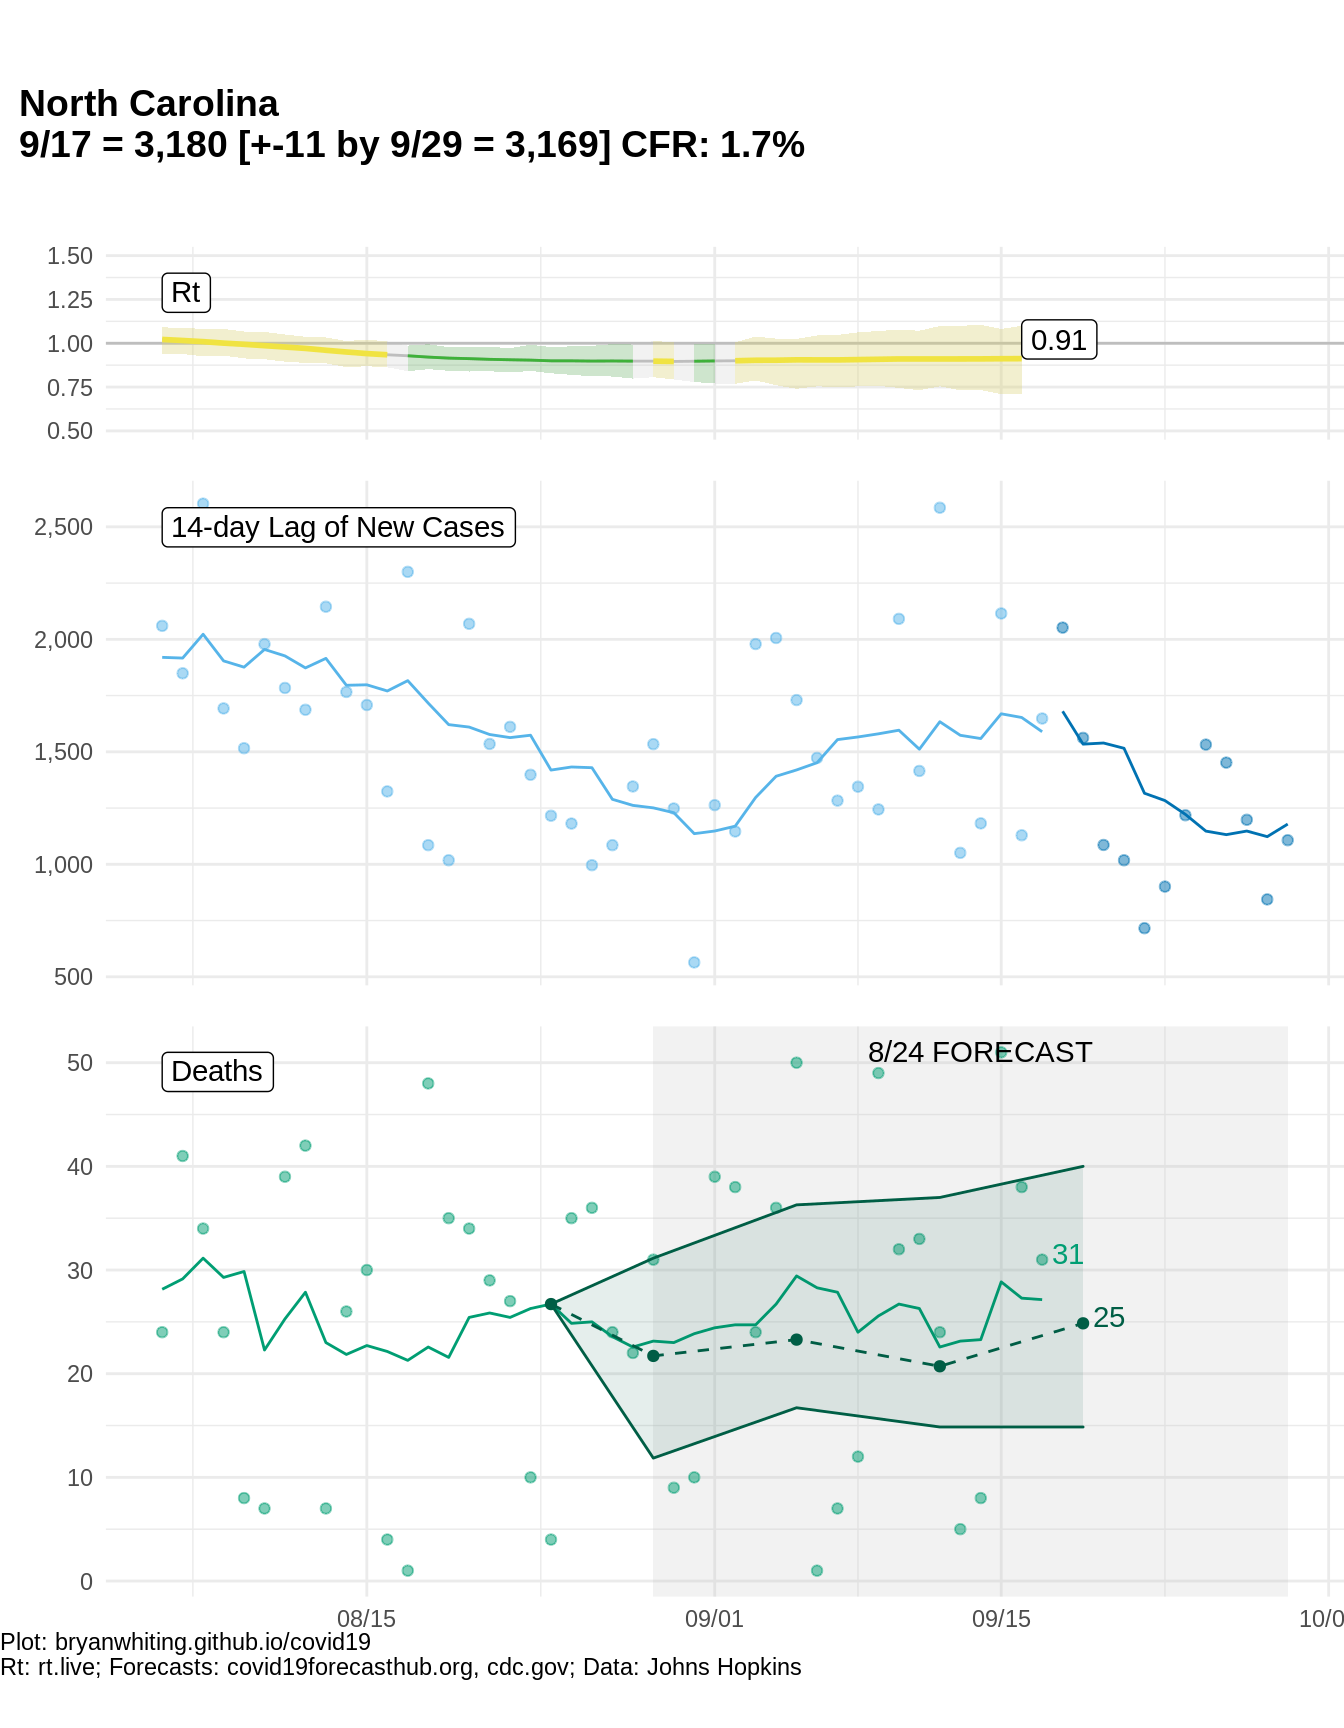 North Carolina
9/17 = 3,180 [+-11 by 9/29 = 3,169] CFR: 1.7%
1.50
1.25
1.00
0.75
0.50
Rt
0.91
2,500
2,000
1,500
1,000
500
14-day Lag of New Cases
50
40
30
20
10
0
Deaths
8/24 FORECAST
31
25
08/15
09/01
09/15
10/0
Plot: bryanwhiting.github.io/covid19
Rt: rt.live; Forecasts: covid19forecasthub.org, cdc.gov; Data: Johns Hopkins